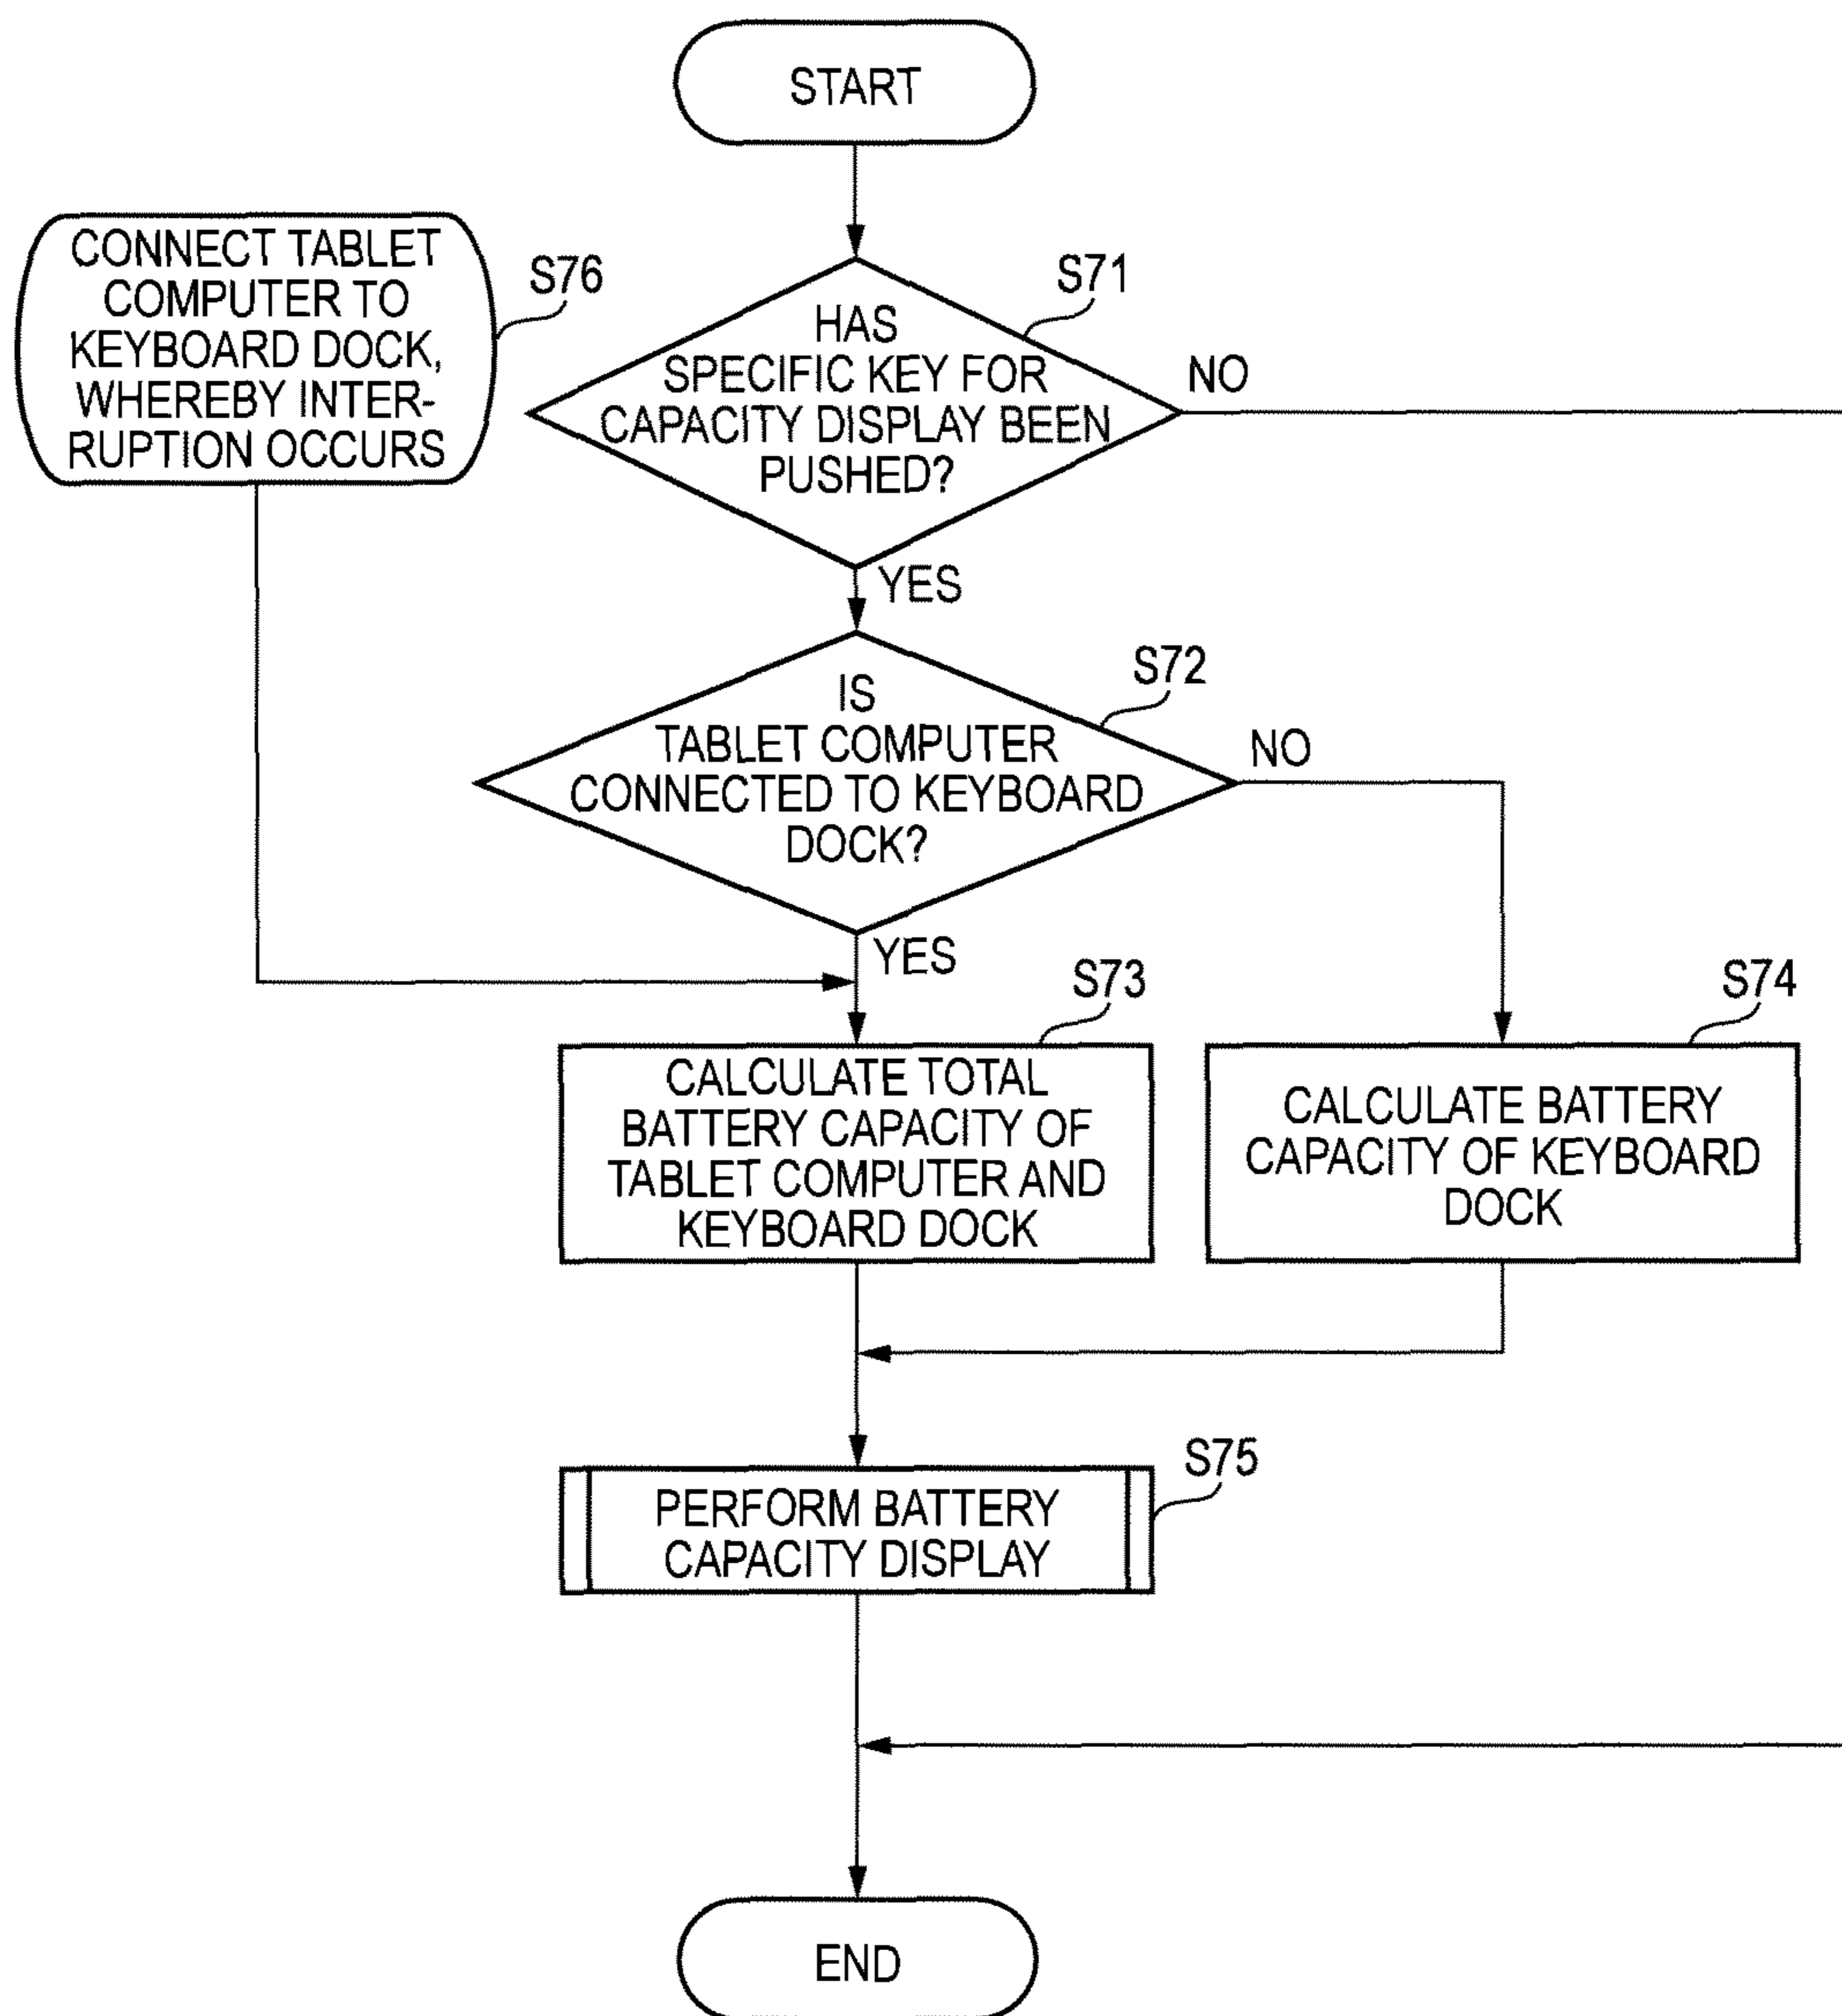 START
CONNECT TABLET
COMPUTER TO
KEYBOARD DOCK,
WHEREBY INTER-
RUPTION OCCURS
S76
S71
HAS
SPECIFIC KEY FOR
CAPACITY DISPLAY BEEN
PUSHED?
NO
YES
S72
IS
TABLET COMPUTER
CONNECTED TO KEYBOARD
DOCK?
NO
YES
S73
CALCULATE TOTAL
BATTERY CAPACITY OF
TABLET COMPUTER AND
KEYBOARD DOCK
S74
CALCULATE BATTERY
CAPACITY OF KEYBOARD
DOCK
S75
PERFORM BATTERY
CAPACITY DISPLAY
END